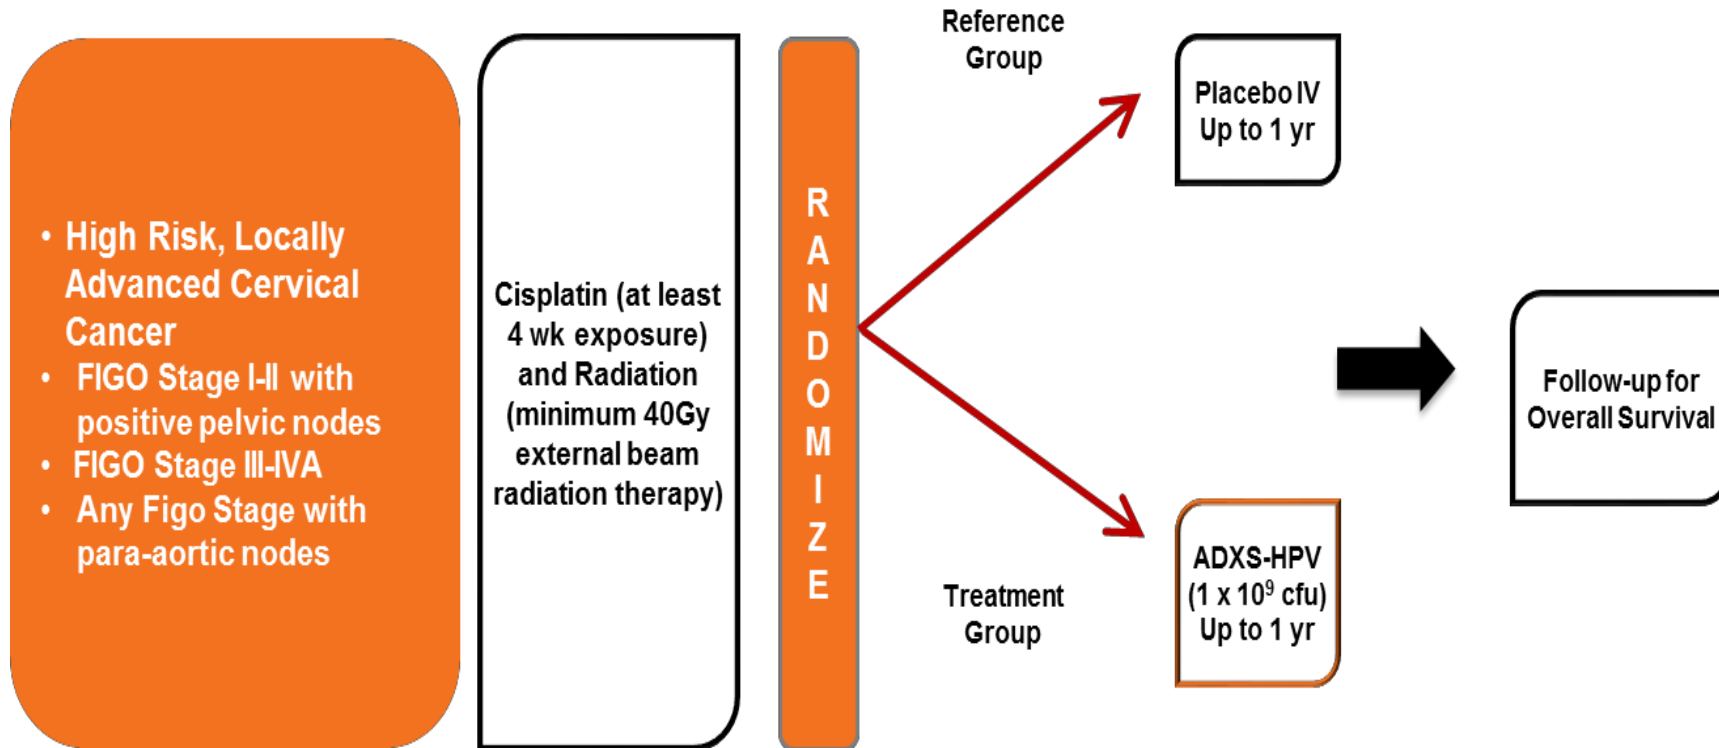 • High Risk, Locally
Advanced Cervical
Cancer
• FIGO Stage I-II with
positive pelvic nodes
• FIGO Stage III-IVA
• Any Figo Stage with
para-aortic nodes
Cisplatin (at least
4 wk exposure)
and Radiation
(minimum 40Gy
external beam
radiation therapy)
R
A
N
D
O
M
I
Z
E
Reference
Group
Placebo IV
Up to 1 yr
Treatment
Group
ADXS-HPV
(1 x 10⁹ cfu)
Up to 1 yr
Follow-up for
Overall Survival